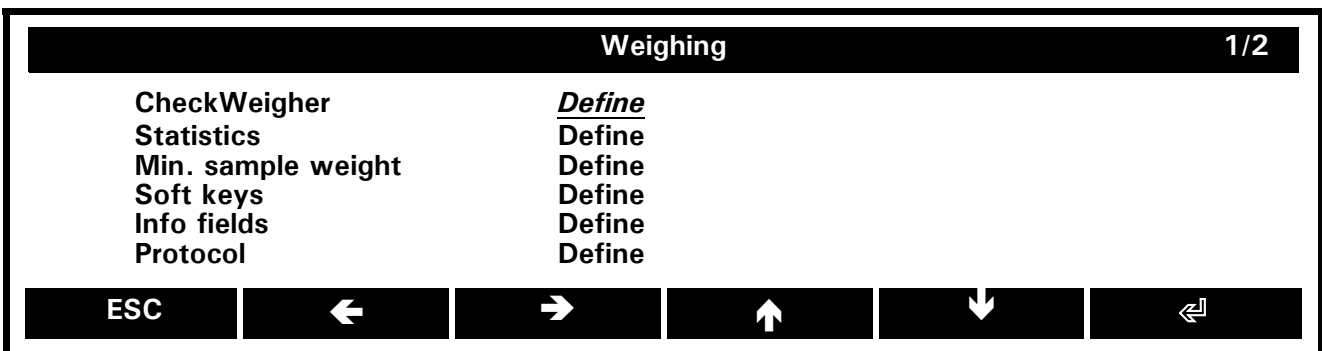 Weighing 1/2
CheckWeigher Define
Statistics Define
Min. sample weight Define
Soft keys Define
Info fields Define
Protocol Define
ESC